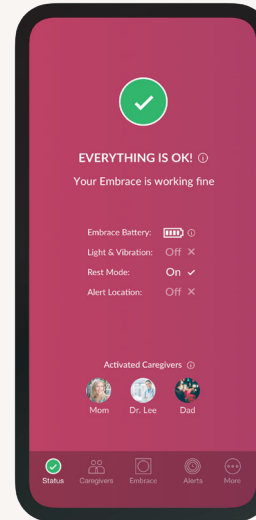 EVERYTHING IS OK!
Your Embrace is working fine
Embrace Battery:
Light & Vibration: Off
Rest Mode: On
Alert Location: Off
Activated Caregivers
Mom Dr. Lee Dad
Status Caregivers Embrace Alerts More